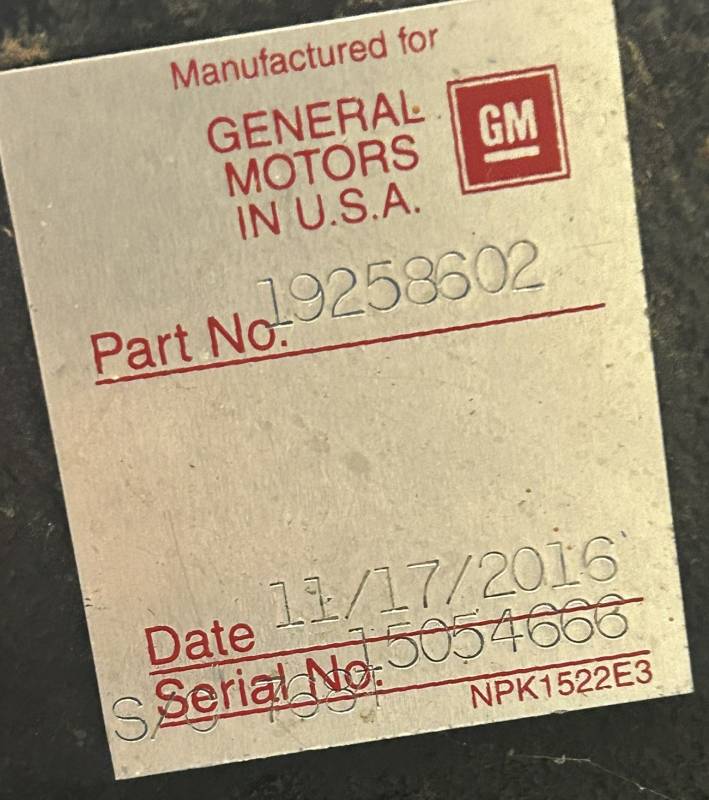 Manufactured for
GENERAL
MOTORS
IN U.S.A.
GM
Part No. 19258602
Date 11/17/2016
Serial No. 15054666
S/O
NPK1522E3